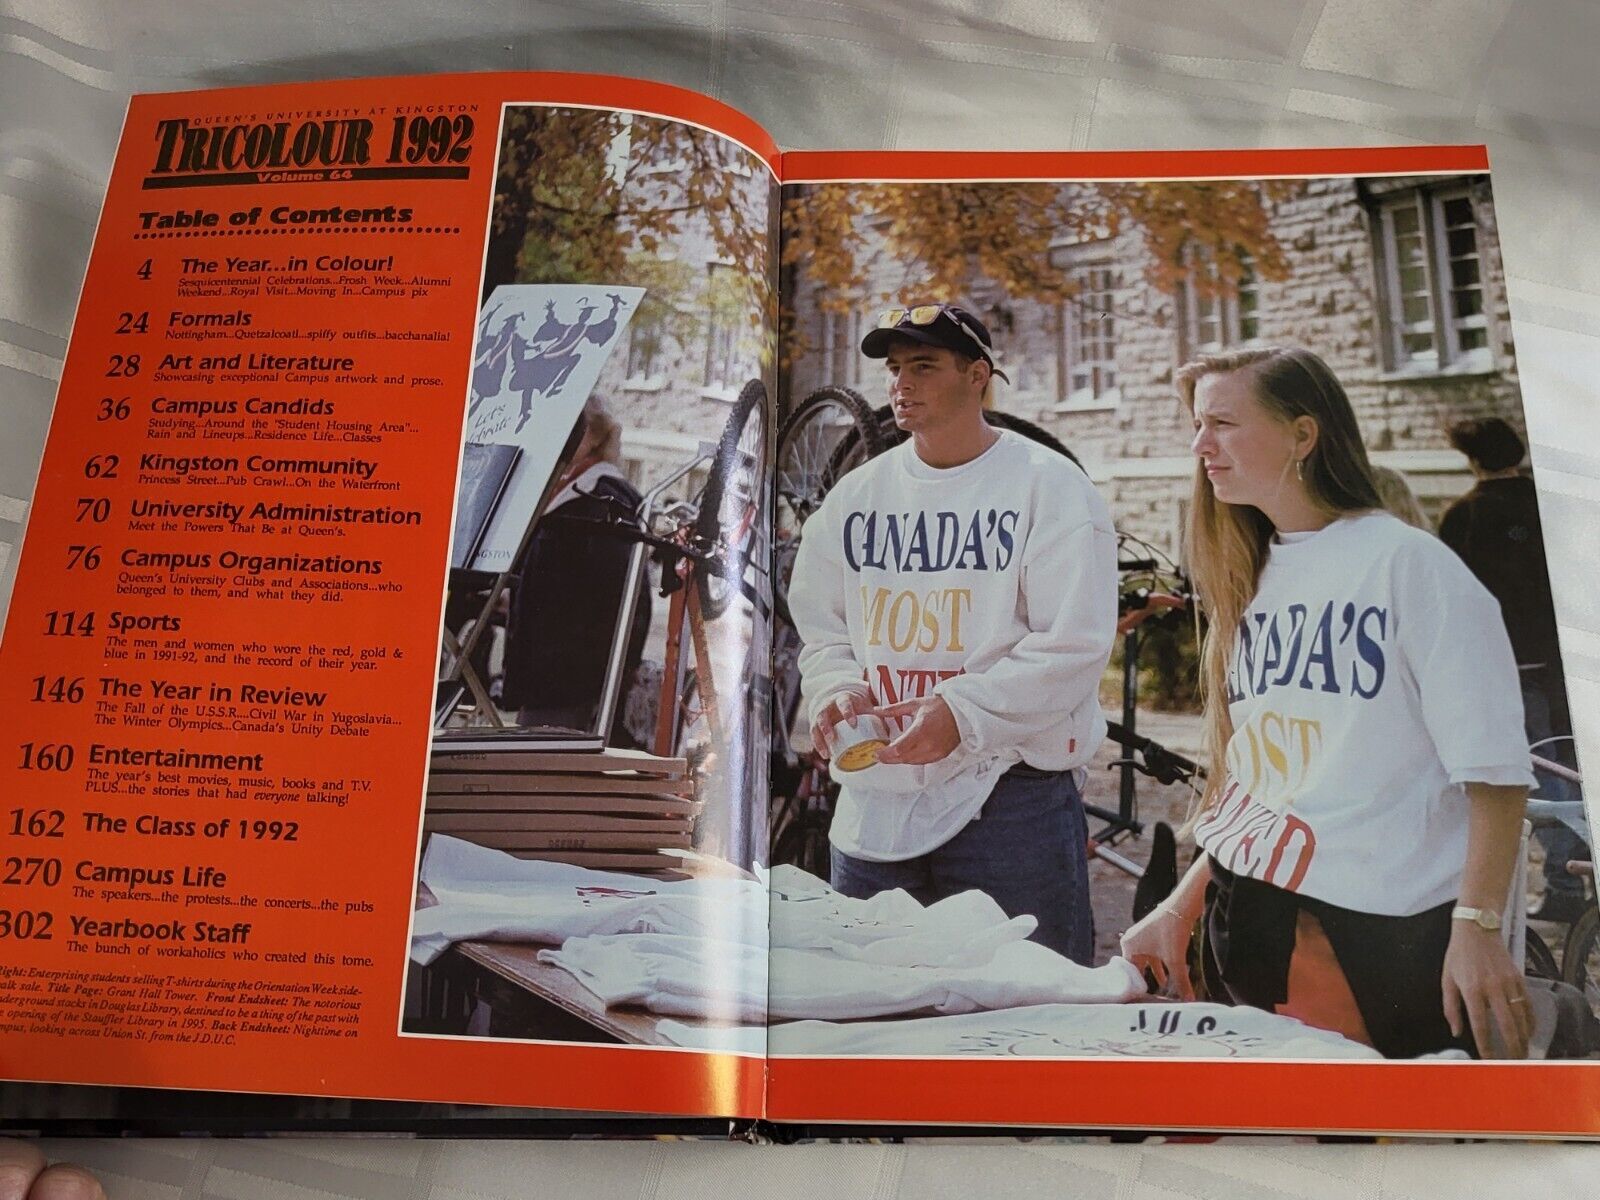 QUEEN'S UNIVERSITY AT KINGSTON
TRICOLOUR 1992
Volume 64
Table of Contents
4 The Year...in Colour!
Sesquicentennial Celebrations...Frosh Week...Alumni
Weekend...Royal Visit...Moving In...Campus pix
24 Formals
Nottingham...Quetzalcoatl...spiffy outfits...bacchanalia!
28 Art and Literature
Showcasing exceptional Campus artwork and prose.
36 Campus Candids
Studying...Around the "Student Housing Area"...
Rain and Lineups...Residence Life...Classes
62 Kingston Community
Princess Street...Pub Crawl...On the Waterfront
70 University Administration
Meet the Powers That Be at Queen's.
76 Campus Organizations
Queen's University Clubs and Associations...who
belonged to them, and what they did.
114 Sports
The men and women who wore the red, gold &
blue in 1991-92, and the record of their year.
146 The Year in Review
The Fall of the U.S.S.R....Civil War in Yugoslavia...
The Winter Olympics...Canada's Unity Debate
160 Entertainment
The year's best movies, music, books and T.V.
PLUS...the stories that had everyone talking!
162 The Class of 1992
270 Campus Life
The speakers...the protests...the concerts...the pubs
302 Yearbook Staff
The bunch of workaholics who created this tome.
Right: Enterprising students selling T-shirts during the Orientation Week side-
walk sale. Title Page: Grant Hall Tower. Front Endsheet: The notorious
underground stacks in Douglas Library, destined to be a thing of the past with
opening of the Stauffer Library in 1995. Back Endsheet: Nighttime on
campus, looking across Union St. from the J.D.U.C.
Let's
CANADA'S
MOST
WANTED
CANADA'S
MOST
WANTED